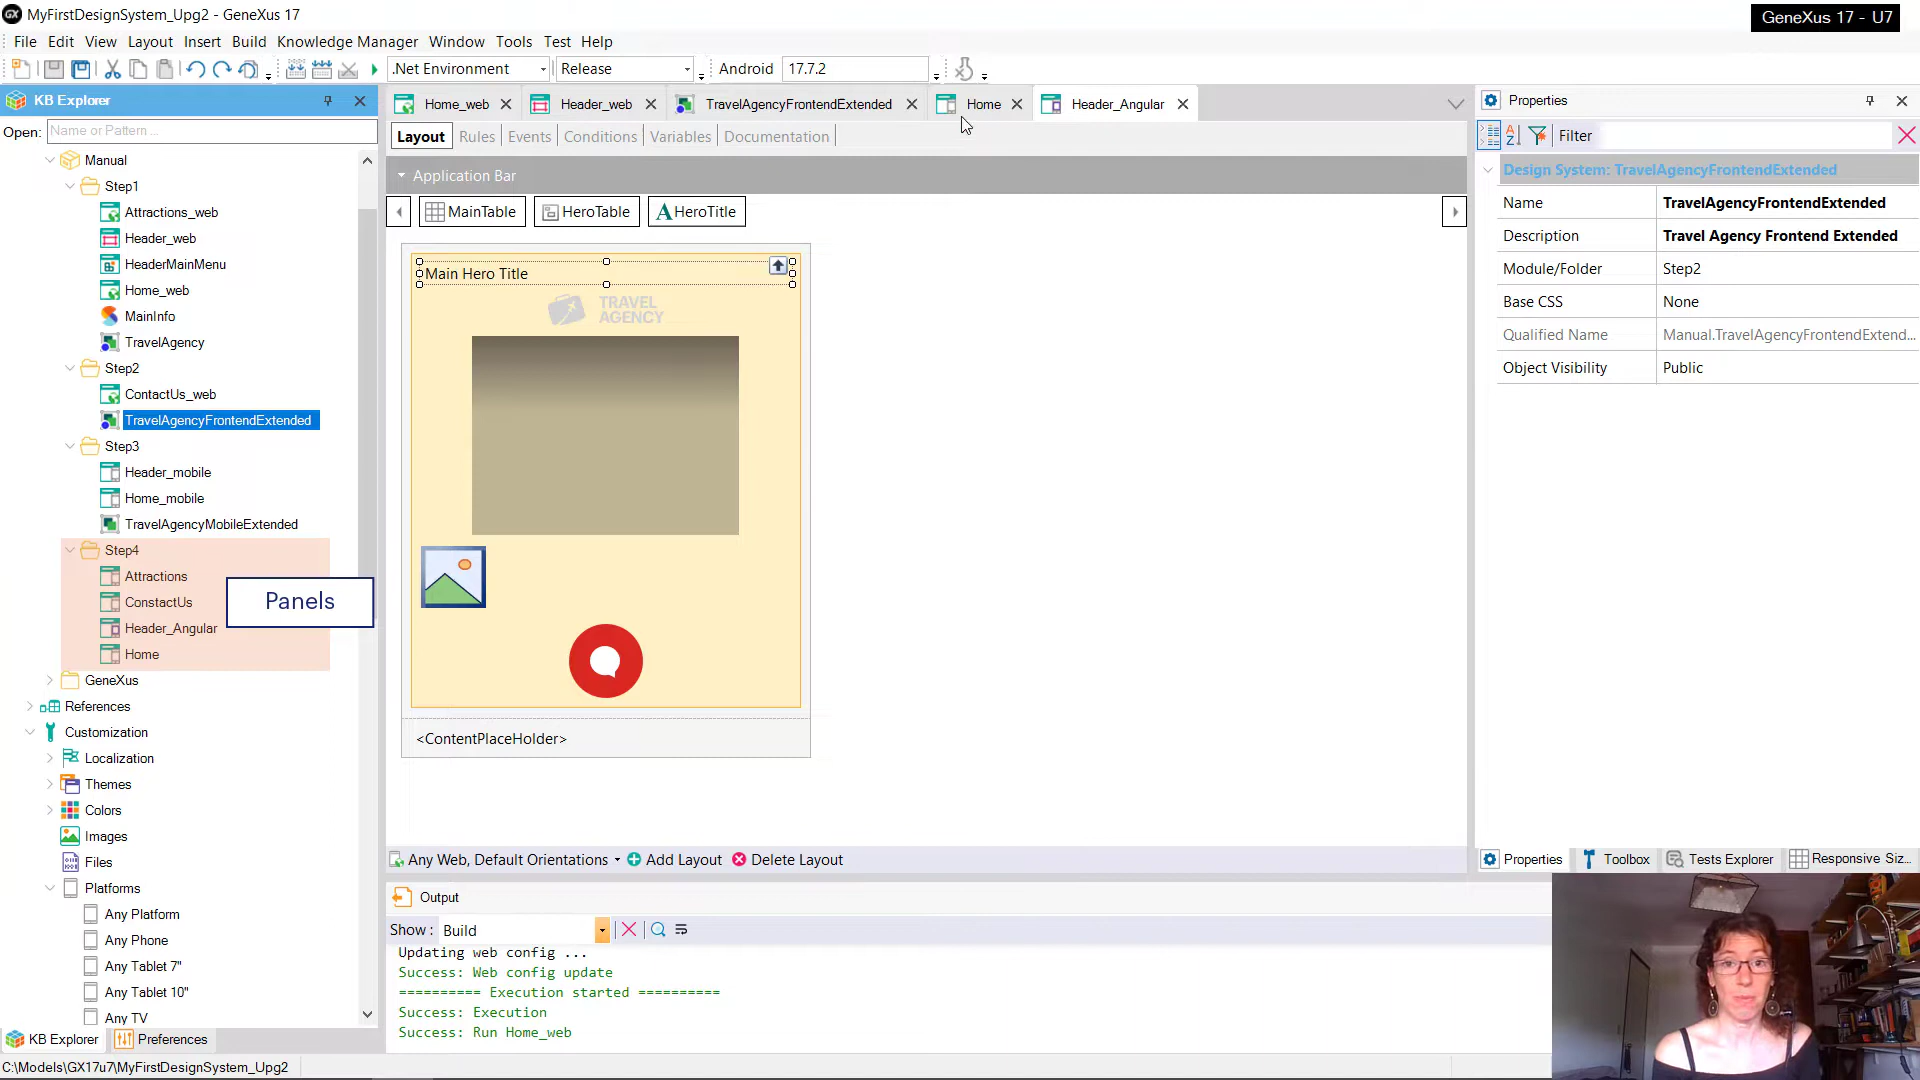 MyFirstDesignSystem_Upg2 - GeneXus 17
GeneXus 17 - U7
File Edit View Layout Insert Build Knowledge Manager Window Tools Test Help
.Net Environment Release Android 17.7.2
KB Explorer
Open: Name or Pattern ...
Manual
Step1
Attractions_web
Header_web
HeaderMainMenu
Home_web
MainInfo
TravelAgency
Step2
ContactUs_web
TravelAgencyFrontendExtended
Step3
Header_mobile
Home_mobile
TravelAgencyMobileExtended
Step4
Attractions
ConstactUs
Header_Angular
Home
Panels
GeneXus
References
Customization
Localization
Themes
Colors
Images
Files
Platforms
Any Platform
Any Phone
Any Tablet 7"
Any Tablet 10"
Any TV
KB Explorer Preferences
C:\Models\GX17u7\MyFirstDesignSystem_Upg2
Home_web Header_web TravelAgencyFrontendExtended Home Header_Angular
Layout Rules Events Conditions Variables Documentation
Application Bar
MainTable HeroTable HeroTitle
Main Hero Title
TRAVEL
AGENCY
<ContentPlaceHolder>
Any Web, Default Orientations Add Layout Delete Layout
Output
Show : Build
Updating web config ...
Success: Web config update
========== Execution started ==========
Success: Execution
Success: Run Home_web
Properties
Filter
Design System: TravelAgencyFrontendExtended
Name TravelAgencyFrontendExtended
Description Travel Agency Frontend Extended
Module/Folder Step2
Base CSS None
Qualified Name Manual.TravelAgencyFrontendExtend...
Object Visibility Public
Properties Toolbox Tests Explorer Responsive Siz...